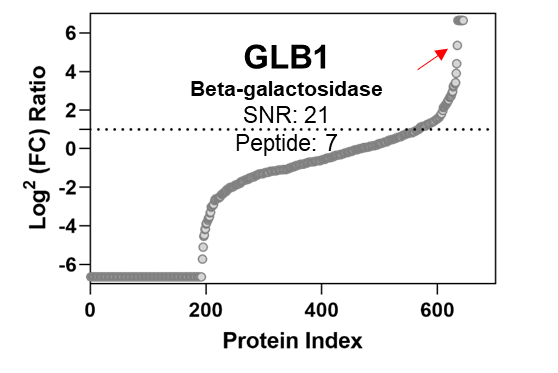 6
4
2
0
-2
-4
-6
Log2 (FC) Ratio
GLB1
Beta-galactosidase
SNR: 21
Peptide: 7
0 200 400 600
Protein Index